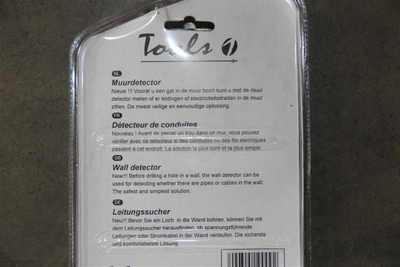 Tools 1
NL
Muurdetector
Nieuw !!! Vooral u een gat in de muur boort kunt u met de muur
detector meten of er leidingen of electriciteitsdraden in de muur
zitten. De meest veilige en eenvoudige oplossing.
FR
Détecteur de conduites
Nouveau ! Avant de percer un trou dans un mur, vous pouvez
vérifier avec ce détecteur si des conduites ou des fils électriques
passent à cet endroit. La solution la plus sûre et la plus simple.
GB
Wall detector
New!!! Before drilling a hole in a wall, the wall detector can be
used for detecting whether there are pipes or cables in the wall.
The safest and simplest solution.
DE
Leitungssucher
Neu!!! Bevor Sie ein Loch in die Wand bohren, können Sie mit
dem Leitungssucher herausfinden, ob spannungsführende
Leitungen oder Stromkabel in der Wand verlaufen. Die sicherste
und komfortabelste Lösung.